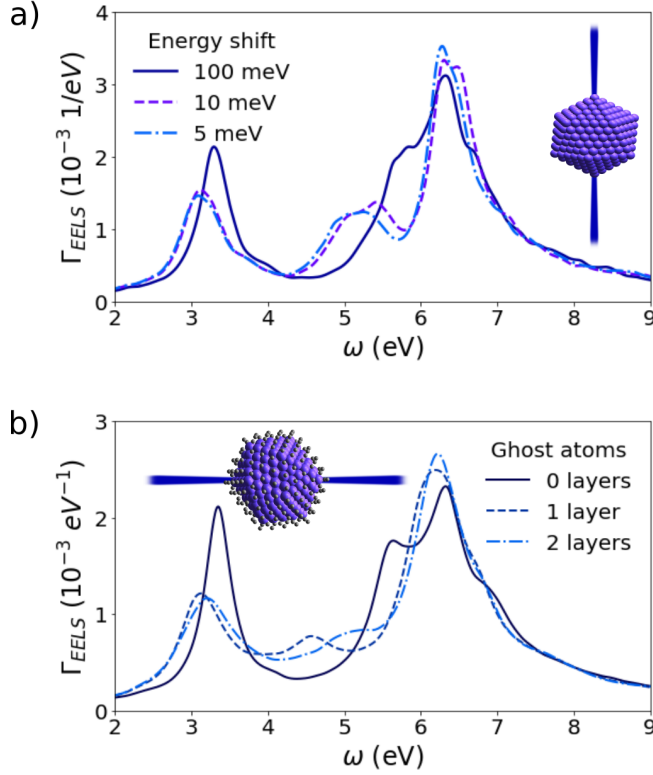 a)
Energy shift
100 meV
10 meV
5 meV
Γ_EELS (10⁻³ 1/eV)
4
3
2
1
0
2 3 4 5 6 7 8 9
ω (eV)
b)
Ghost atoms
0 layers
1 layer
2 layers
Γ_EELS (10⁻³ eV⁻¹)
3
2
1
0
2 3 4 5 6 7 8 9
ω (eV)